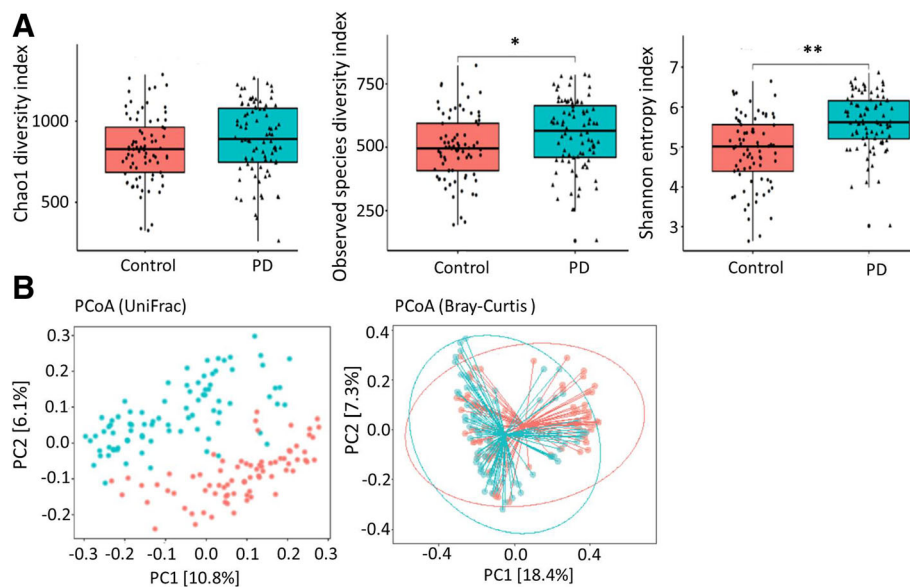 A
Chao1 diversity index
1000
500
Control PD
Observed species diversity index
*
750
500
250
Control PD
Shannon entropy index
**
6
5
4
3
Control PD
B
PCoA (UniFrac)
PC2 [6.1%]
0.3
0.2
0.1
0.0
-0.1
-0.2
-0.3 -0.2 -0.1 0.0 0.1 0.2 0.3
PC1 [10.8%]
PCoA (Bray-Curtis )
PC2 [7.3%]
0.4
0.2
0.0
-0.2
-0.4
-0.4 0.0 0.4
PC1 [18.4%]